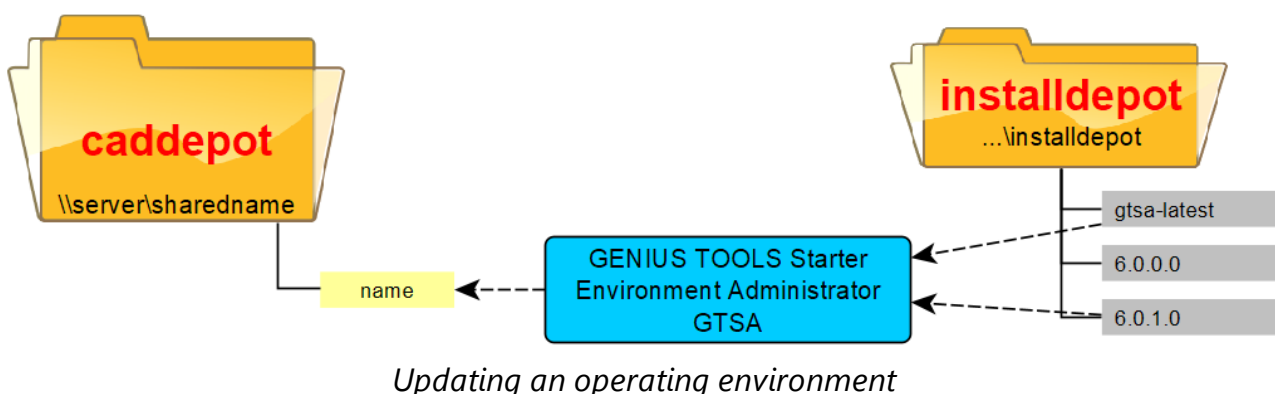 caddepot
\\server\sharedname
name
GENIUS TOOLS Starter
Environment Administrator
GTSA
installdepot
...\installdepot
gtsa-latest
6.0.0.0
6.0.1.0
Updating an operating environment